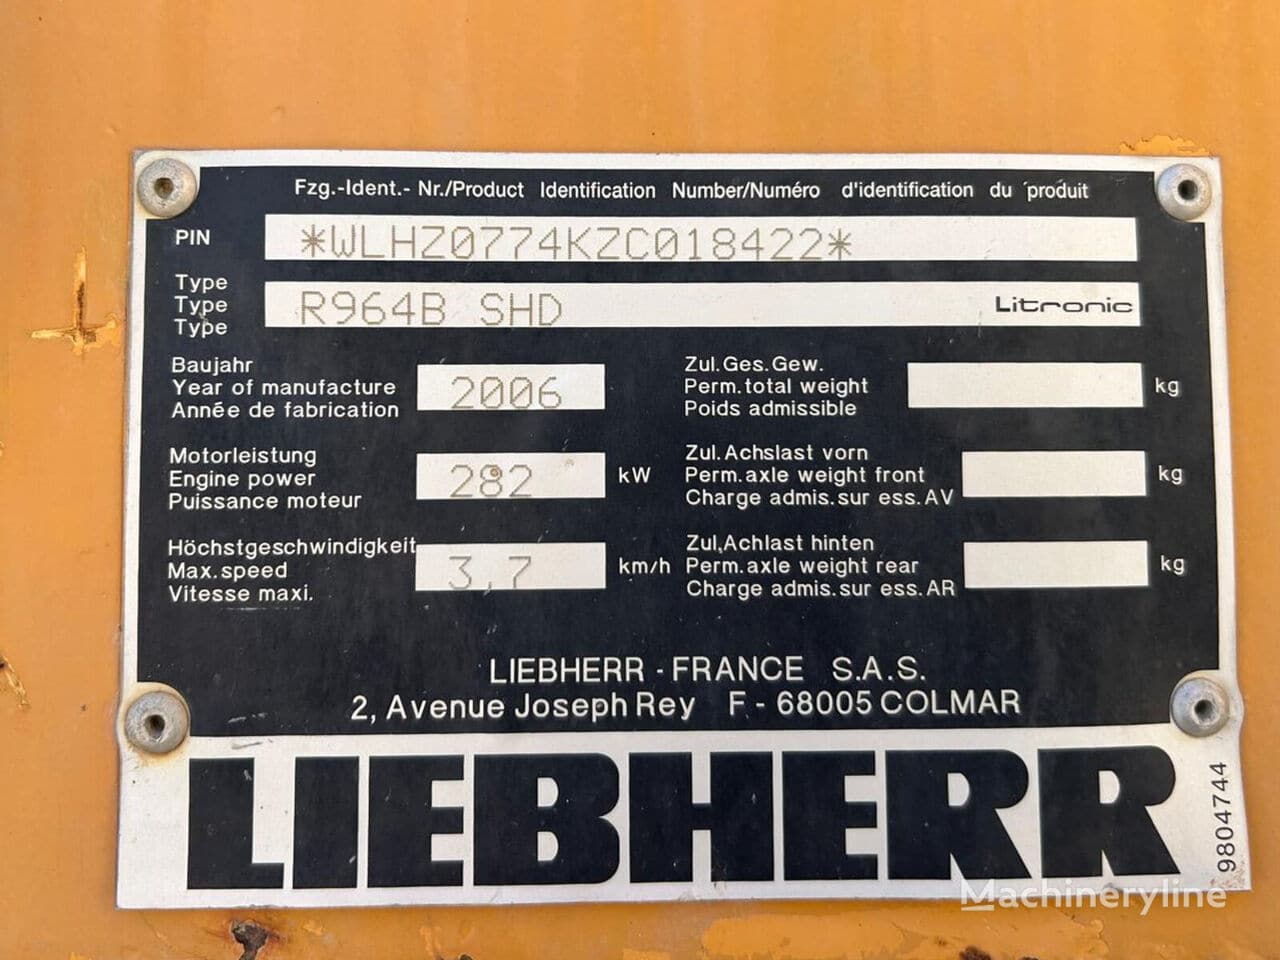 Fzg.-Ident.- Nr./Product Identification Number/Numéro d'identification du produit
PIN *WLHZ0774KZC018422*
Type
Type R964B SHD Litronic
Type
Baujahr
Year of manufacture 2006
Année de fabrication
Zul.Ges.Gew.
Perm.total weight kg
Poids admissible
Motorleistung
Engine power 282 kW
Puissance moteur
Zul.Achslast vorn
Perm.axle weight front kg
Charge admis.sur ess.AV
Höchstgeschwindigkeit
Max.speed 3,7 km/h
Vitesse maxi.
Zul,Achlast hinten
Perm.axle weight rear kg
Charge admis.sur ess.AR
LIEBHERR - FRANCE S.A.S.
2, Avenue Joseph Rey F - 68005 COLMAR
LIEBHERR
9804744
Machineryline